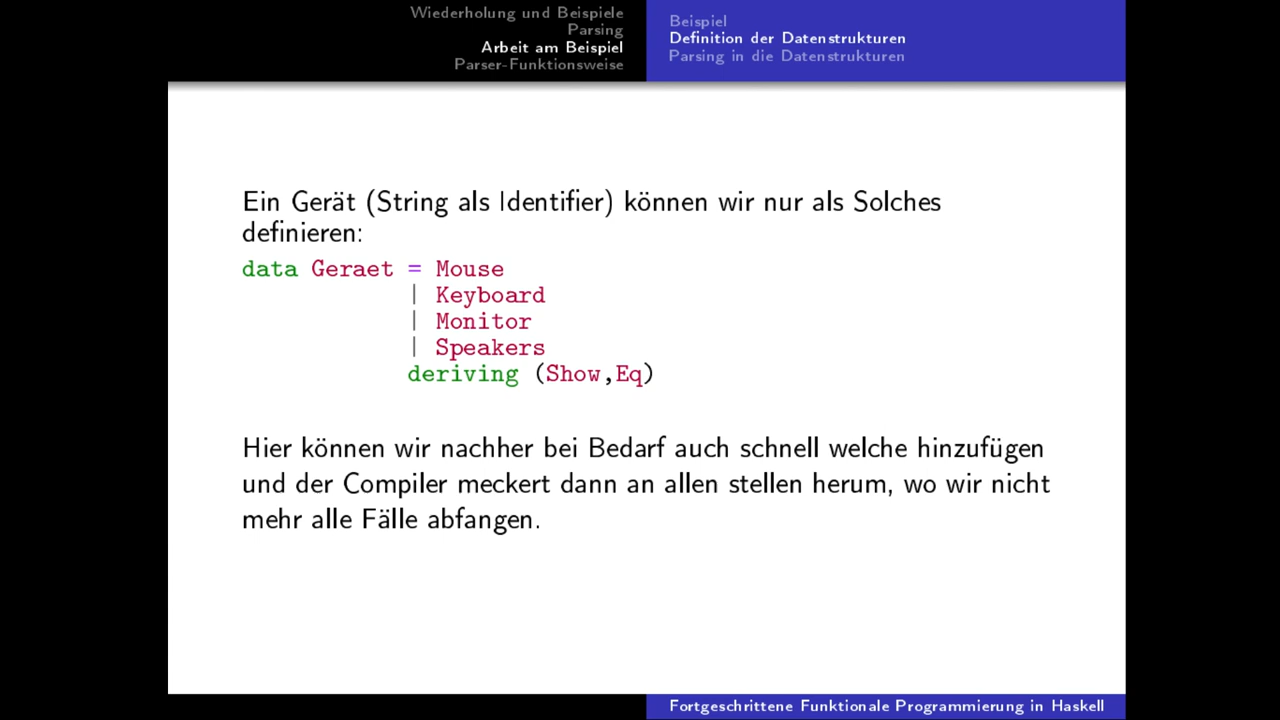 Wiederholung und Beispiele
Parsing
Arbeit am Beispiel
Parser-Funktionsweise
Beispiel
Definition der Datenstrukturen
Parsing in die Datenstrukturen
Ein Gerät (String als Identifier) können wir nur als Solches
definieren:
data Geraet = Mouse
| Keyboard
| Monitor
| Speakers
deriving (Show,Eq)
Hier können wir nachher bei Bedarf auch schnell welche hinzufügen
und der Compiler meckert dann an allen stellen herum, wo wir nicht
mehr alle Fälle abfangen.
Fortgeschrittene Funktionale Programmierung in Haskell